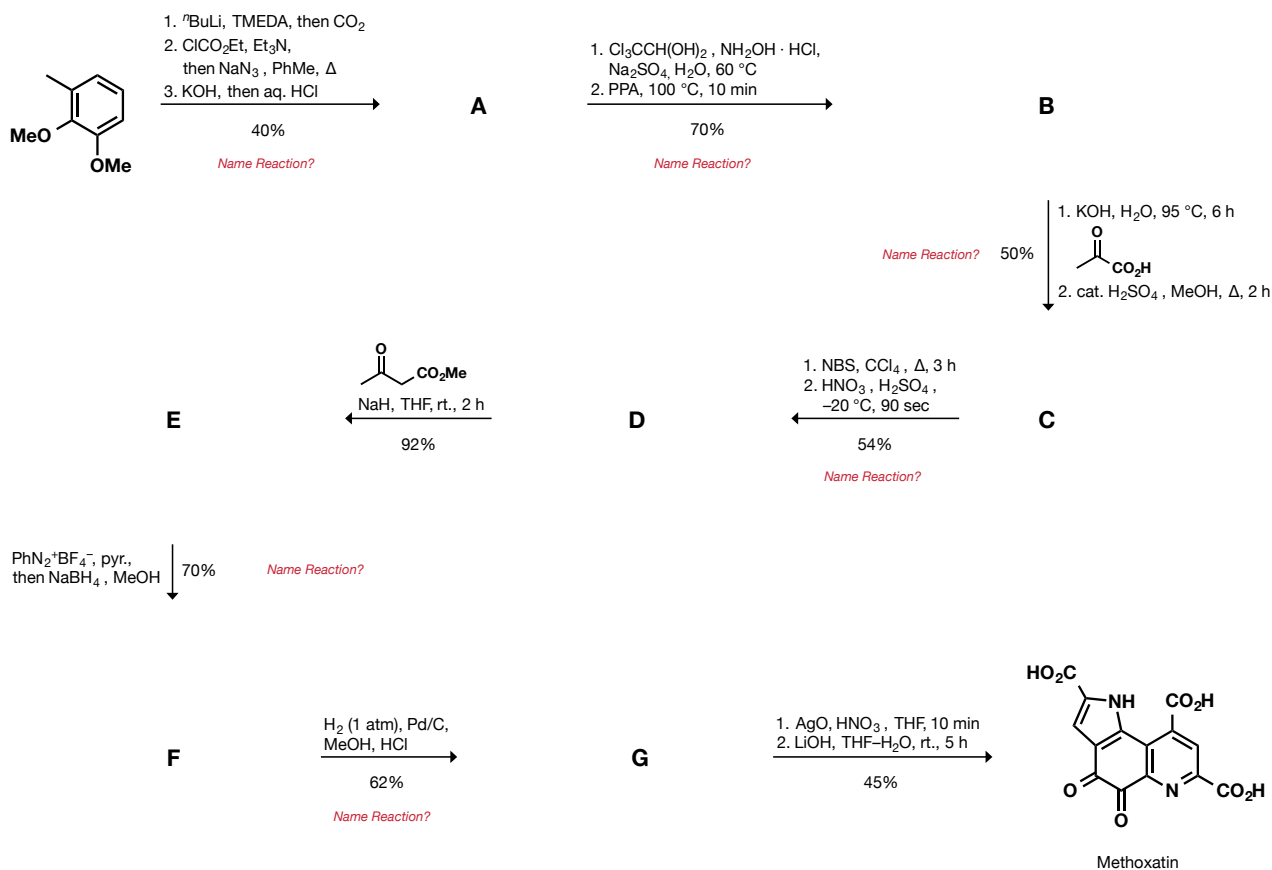 1. ⁿBuLi, TMEDA, then CO₂
2. ClCO₂Et, Et₃N,
then NaN₃ , PhMe, Δ
3. KOH, then aq. HCl
40%
Name Reaction?
MeO
OMe
A
1. Cl₃CCH(OH)₂ , NH₂OH · HCl,
Na₂SO₄, H₂O, 60 °C
2. PPA, 100 °C, 10 min
70%
Name Reaction?
B
1. KOH, H₂O, 95 °C, 6 h
O
CO₂H
2. cat. H₂SO₄ , MeOH, Δ, 2 h
Name Reaction?
50%
C
1. NBS, CCl₄ , Δ, 3 h
2. HNO₃ , H₂SO₄ ,
–20 °C, 90 sec
54%
Name Reaction?
D
O
CO₂Me
NaH, THF, rt., 2 h
92%
E
PhN₂⁺BF₄⁻, pyr.,
then NaBH₄ , MeOH
70%
Name Reaction?
F
H₂ (1 atm), Pd/C,
MeOH, HCl
62%
Name Reaction?
G
1. AgO, HNO₃ , THF, 10 min
2. LiOH, THF–H₂O, rt., 5 h
45%
HO₂C
NH
CO₂H
N
CO₂H
O
O
Methoxatin